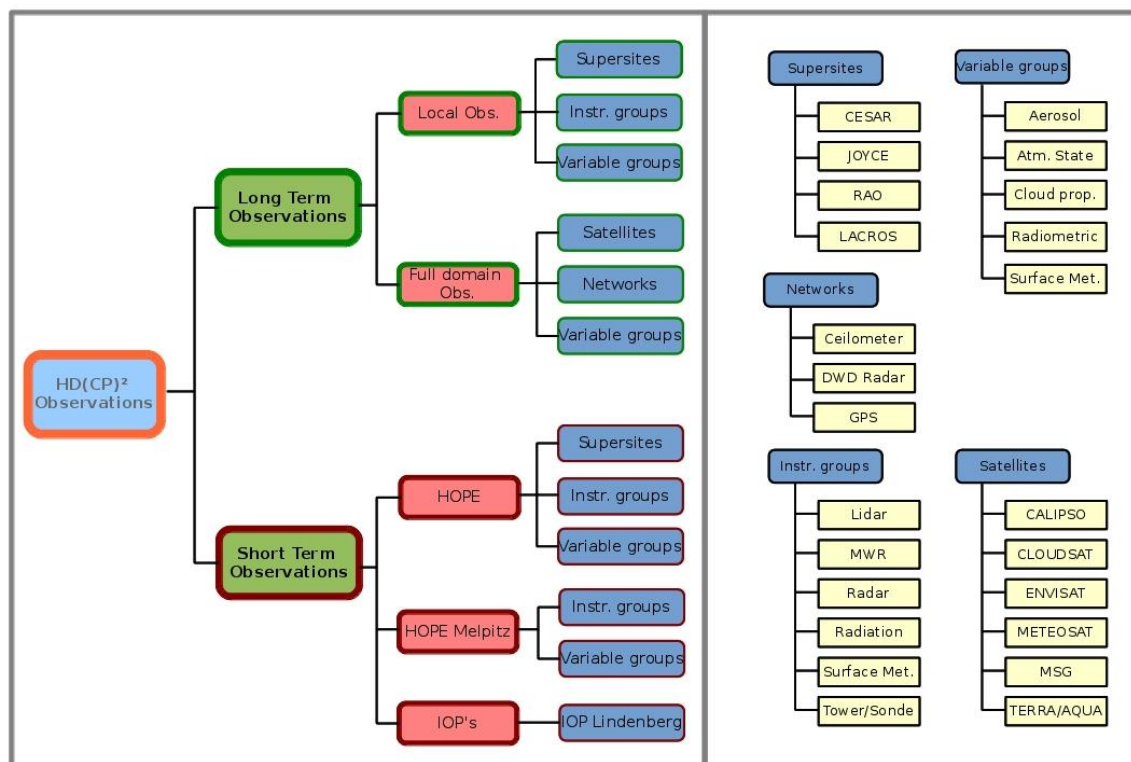 HD(CP)²
Observations
Long Term
Observations
Local Obs.
Supersites
Instr. groups
Variable groups
Full domain
Obs.
Satellites
Networks
Variable groups
Short Term
Observations
HOPE
Supersites
Instr. groups
Variable groups
HOPE Melpitz
Instr. groups
Variable groups
IOP's
IOP Lindenberg
Supersites
CESAR
JOYCE
RAO
LACROS
Variable groups
Aerosol
Atm. State
Cloud prop.
Radiometric
Surface Met.
Networks
Ceilometer
DWD Radar
GPS
Instr. groups
Lidar
MWR
Radar
Radiation
Surface Met.
Tower/Sonde
Satellites
CALIPSO
CLOUDSAT
ENVISAT
METEOSAT
MSG
TERRA/AQUA